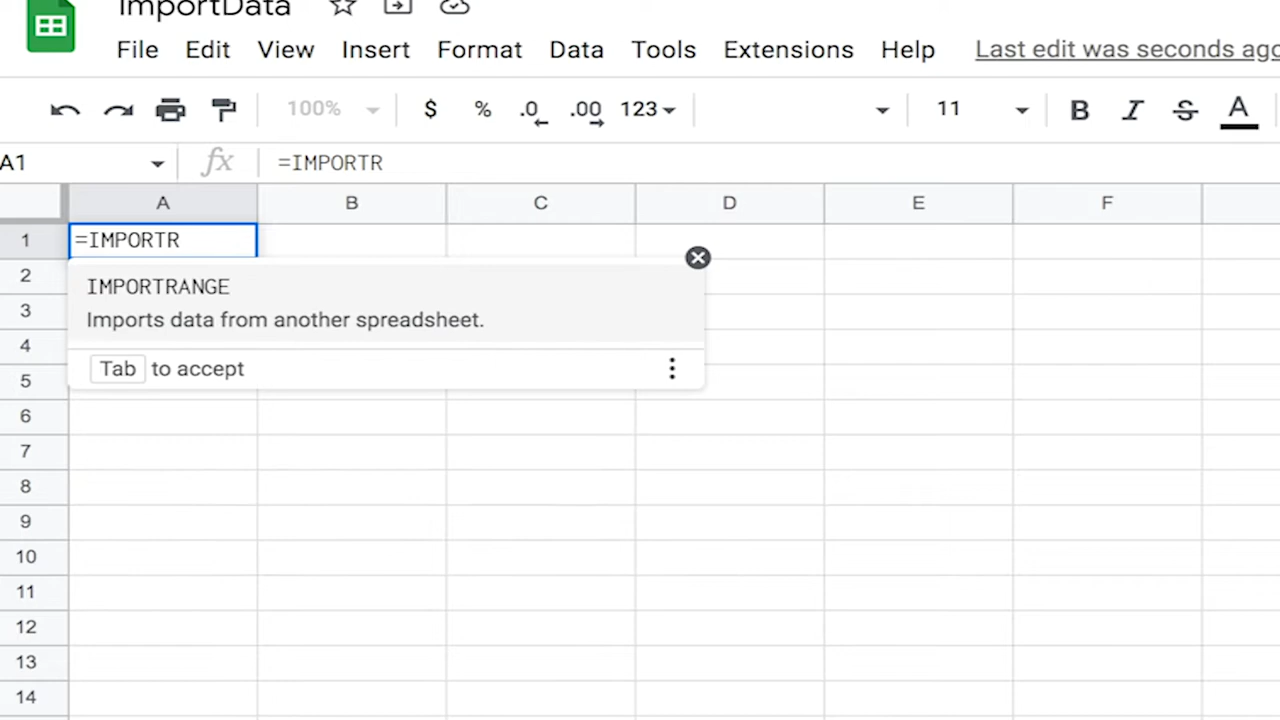 ImportData
File Edit View Insert Format Data Tools Extensions Help Last edit was seconds ago
100% $ % .0 .00 123 11 B I S A
A1 fx =IMPORTR
A B C D E F
1 =IMPORTR
IMPORTRANGE
2
Imports data from another spreadsheet.
3
4
Tab to accept
5
6
7
8
9
10
11
12
13
14